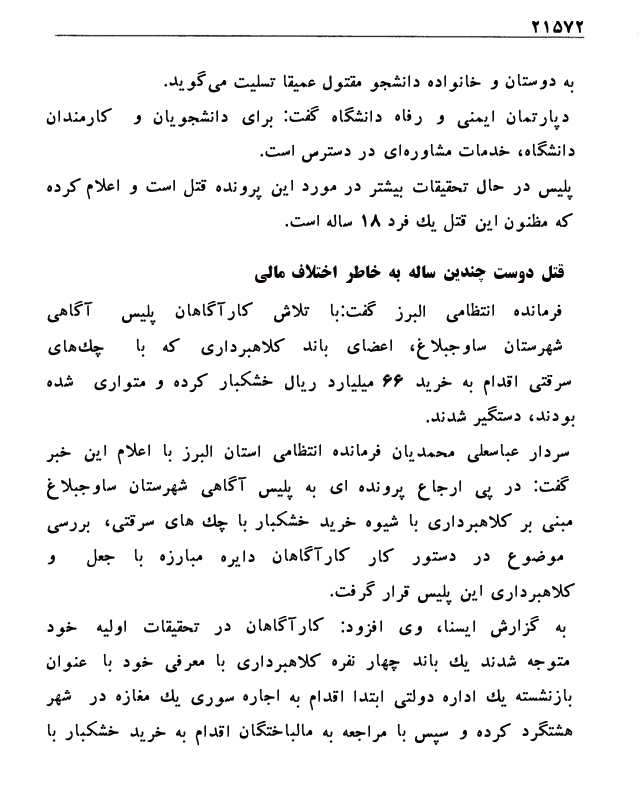 ۲۱۵۷۲
به دوستان و خانواده دانشجو مقتول عمیقا تسلیت می‌گوید.
دپارتمان ایمنی و رفاه دانشگاه گفت: برای دانشجویان و کارمندان
دانشگاه، خدمات مشاوره‌ای در دسترس است.
پلیس در حال تحقیقات بیشتر در مورد این پرونده قتل است و اعلام کرده
که مظنون این قتل یك فرد ۱۸ ساله است.
قتل دوست چندین ساله به خاطر اختلاف مالی
فرمانده انتظامی البرز گفت:با تلاش کارآگاهان پلیس آگاهی
شهرستان ساوجبلاغ، اعضای باند کلاهبرداری که با چك‌های
سرقتی اقدام به خرید ۶۶ میلیارد ریال خشکبار کرده و متواری شده
بودند، دستگیر شدند.
سردار عباسعلی محمدیان فرمانده انتظامی استان البرز با اعلام این خبر
گفت: در پی ارجاع پرونده ای به پلیس آگاهی شهرستان ساوجبلاغ
مبنی بر کلاهبرداری با شیوه خرید خشکبار با چك های سرقتی، بررسی
موضوع در دستور کار کارآگاهان دایره مبارزه با جعل و
کلاهبرداری این پلیس قرار گرفت.
به گزارش ایسنا، وی افزود: کارآگاهان در تحقیقات اولیه خود
متوجه شدند یك باند چهار نفره کلاهبرداری با معرفی خود با عنوان
بازنشسته یك اداره دولتی ابتدا اقدام به اجاره سوری یك مغازه در شهر
هشتگرد کرده و سپس با مراجعه به مالباختگان اقدام به خرید خشکبار با